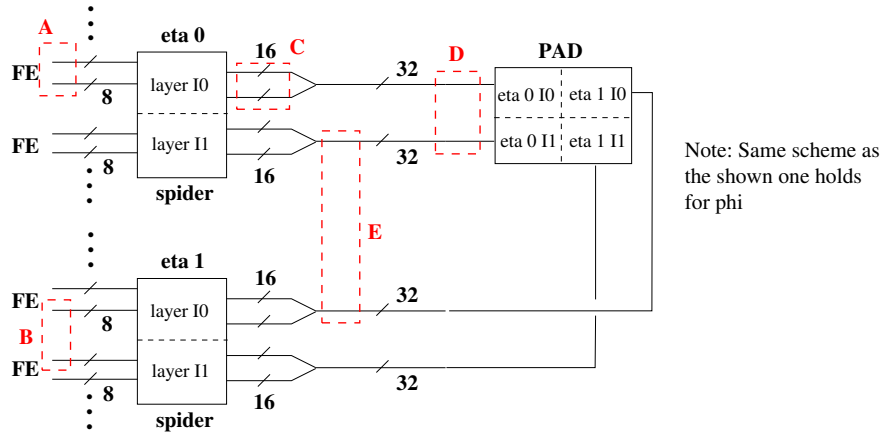 A
eta 0
16
C
D
PAD
FE
8
layer I0
32
eta 0 I0
eta 1 I0
FE
8
layer I1
16
32
eta 0 I1
eta 1 I1
spider
Note: Same scheme as
the shown one holds
for phi
E
eta 1
16
FE
8
layer I0
32
B
FE
8
layer I1
16
32
spider